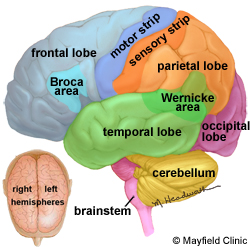 motor strip
sensory strip
frontal lobe
parietal lobe
Broca
area
Wernicke
area
temporal lobe
occipital
lobe
cerebellum
right left
hemispheres
brainstem
© Mayfield Clinic